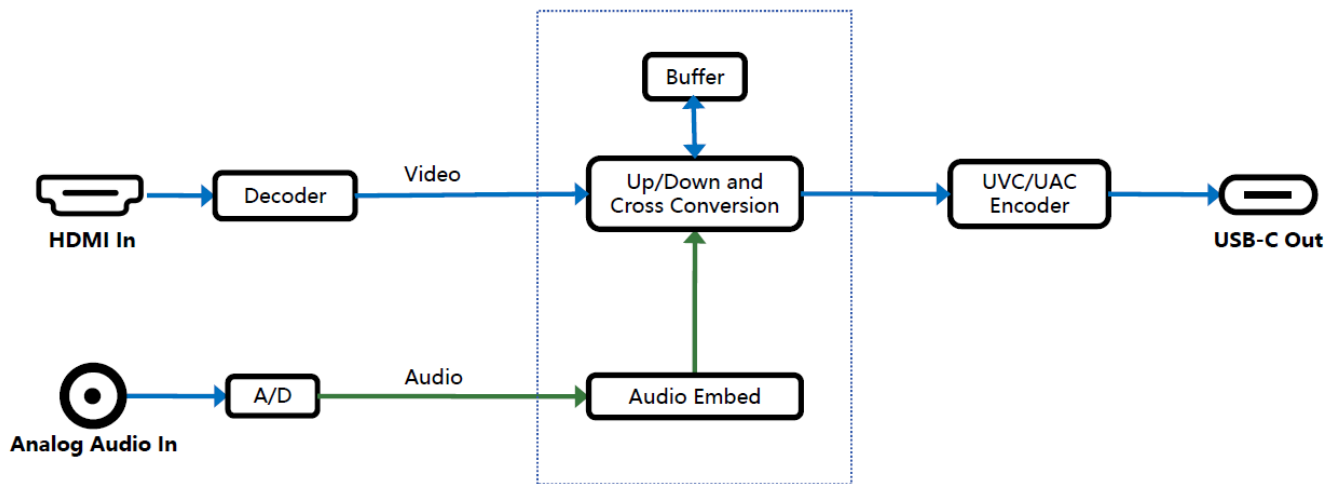 Buffer
Video
Up/Down and
Cross Conversion
Decoder
UVC/UAC
Encoder
HDMI In
USB-C Out
Audio
A/D
Audio Embed
Analog Audio In